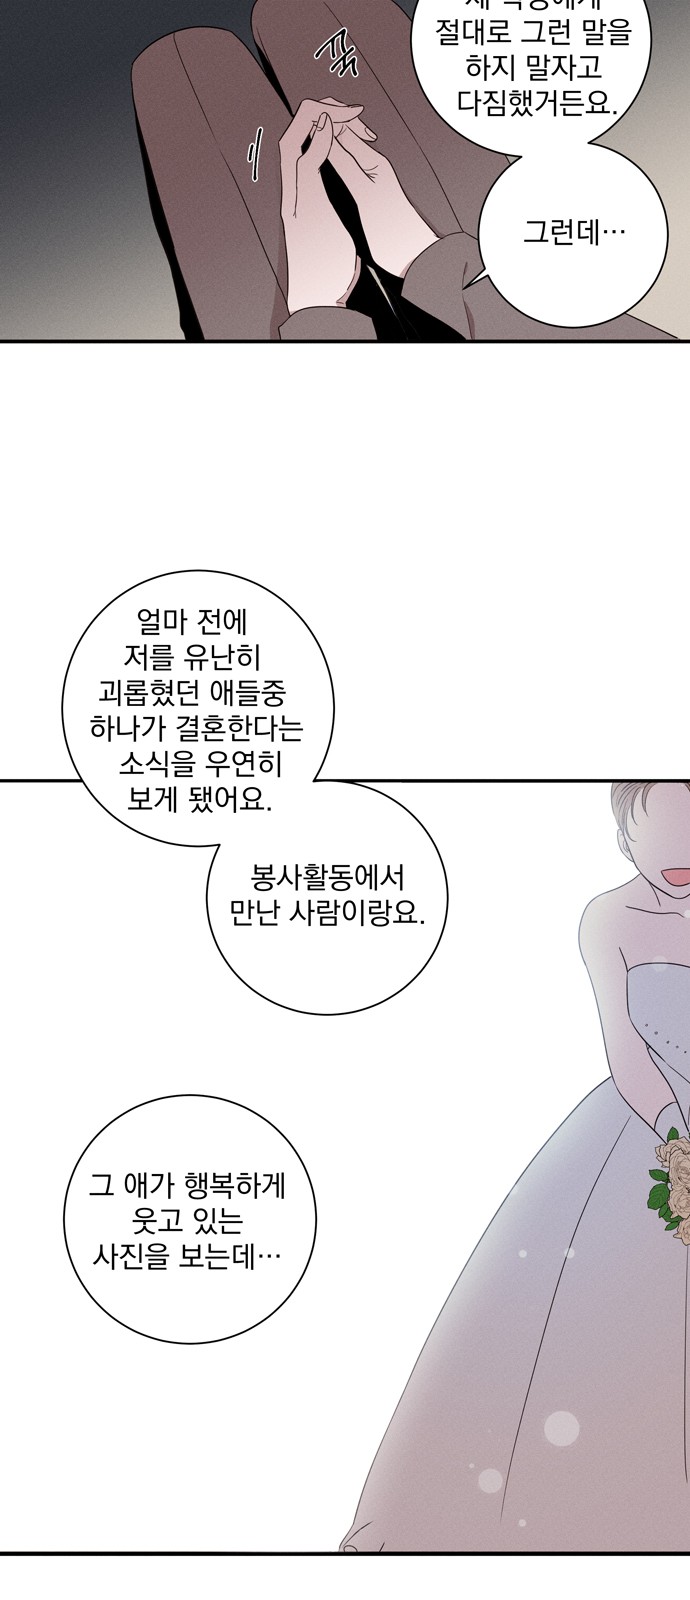 절대로 그런 말을
하지 말자고
다짐했거든요.
꾹
그런데…
얼마 전에
저를 유난히
괴롭혔던 애들중
하나가 결혼한다는
소식을 우연히
보게 됐어요.
봉사활동에서
만난 사람이랑요.
그 애가 행복하게
웃고 있는
사진을 보는데…